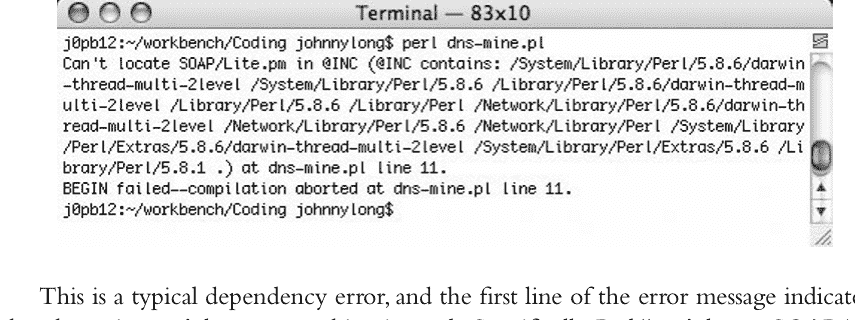 Terminal — 83x10
j0pb12:~/workbench/Coding johnnylong$ perl dns-mine.pl
Can't locate SOAP/Lite.pm in @INC (@INC contains: /System/Library/Perl/5.8.6/darwin
-thread-multi-2level /System/Library/Perl/5.8.6 /Library/Perl/5.8.6/darwin-thread-m
ulti-2level /Library/Perl/5.8.6 /Library/Perl /Network/Library/Perl/5.8.6/darwin-th
read-multi-2level /Network/Library/Perl/5.8.6 /Network/Library/Perl /System/Library
/Perl/Extras/5.8.6/darwin-thread-multi-2level /System/Library/Perl/Extras/5.8.6 /Li
brary/Perl/5.8.1 .) at dns-mine.pl line 11.
BEGIN failed--compilation aborted at dns-mine.pl line 11.
j0pb12:~/workbench/Coding johnnylong$
This is a typical dependency error, and the first line of the error message indicate